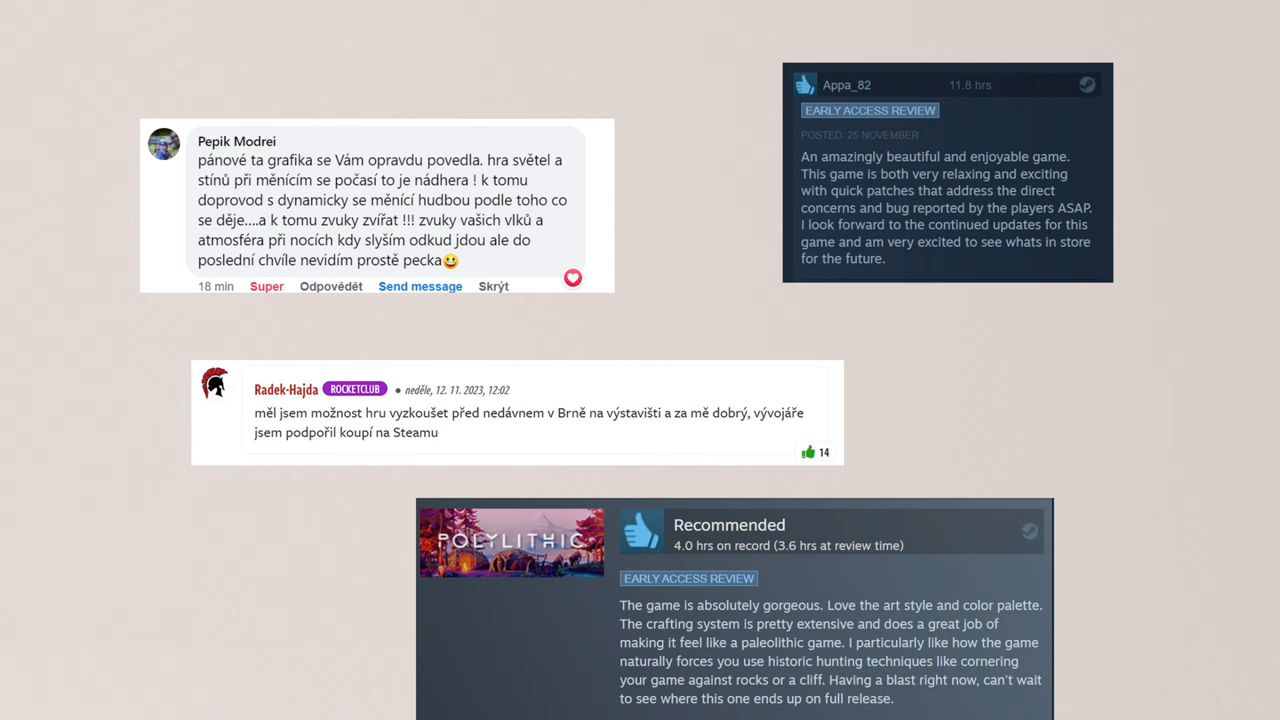 Pepik Modrei
pánové ta grafika se Vám opravdu povedla. hra světel a
stínů při měnícím se počasí to je nádhera ! k tomu
doprovod s dynamicky se měnící hudbou podle toho co
se děje....a k tomu zvuky zvířat !!! zvuky vašich vlků a
atmosféra při nocích kdy slyším odkud jdou ale do
poslední chvíle nevidím prostě pecka😃
18 min Super Odpovědět Send message Skrýt
Appa_82 11.8 hrs
EARLY ACCESS REVIEW
POSTED: 25 NOVEMBER
An amazingly beautiful and enjoyable game.
This game is both very relaxing and exciting
with quick patches that address the direct
concerns and bug reported by the players ASAP.
I look forward to the continued updates for this
game and am very excited to see whats in store
for the future.
Radek-Hajda ROCKETCLUB • neděle, 12. 11. 2023, 12:02
měl jsem možnost hru vyzkoušet před nedávnem v Brně na výstavišti a za mě dobrý, vývojáře
jsem podpořil koupí na Steamu
14
POLYLITHIC
Recommended
4.0 hrs on record (3.6 hrs at review time)
EARLY ACCESS REVIEW
The game is absolutely gorgeous. Love the art style and color palette.
The crafting system is pretty extensive and does a great job of
making it feel like a paleolithic game. I particularly like how the game
naturally forces you use historic hunting techniques like cornering
your game against rocks or a cliff. Having a blast right now, can't wait
to see where this one ends up on full release.